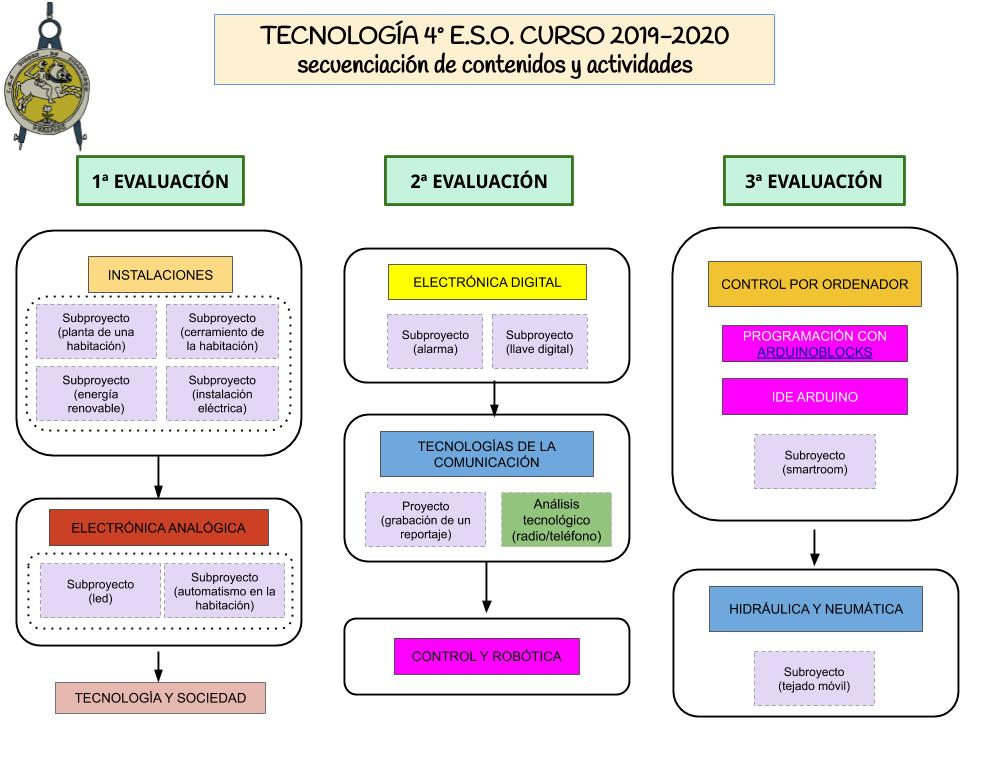 TECNOLOGÍA 4º E.S.O. CURSO 2019-2020
secuenciación de contenidos y actividades
1ª EVALUACIÓN
INSTALACIONES
Subproyecto
(planta de una
habitación)
Subproyecto
(cerramiento de
la habitación)
Subproyecto
(energía
renovable)
Subproyecto
(instalación
eléctrica)
ELECTRÓNICA ANALÓGICA
Subproyecto
(led)
Subproyecto
(automatismo en la
habitación)
TECNOLOGÍA Y SOCIEDAD
2ª EVALUACIÓN
ELECTRÓNICA DIGITAL
Subproyecto
(alarma)
Subproyecto
(llave digital)
TECNOLOGÍAS DE LA
COMUNICACIÓN
Proyecto
(grabación de un
reportaje)
Análisis
tecnológico
(radio/teléfono)
CONTROL Y ROBÓTICA
3ª EVALUACIÓN
CONTROL POR ORDENADOR
PROGRAMACIÓN CON
ARDUINOBLOCKS
IDE ARDUINO
Subroyecto
(smartroom)
HIDRÁULICA Y NEUMÁTICA
Subroyecto
(tejado móvil)